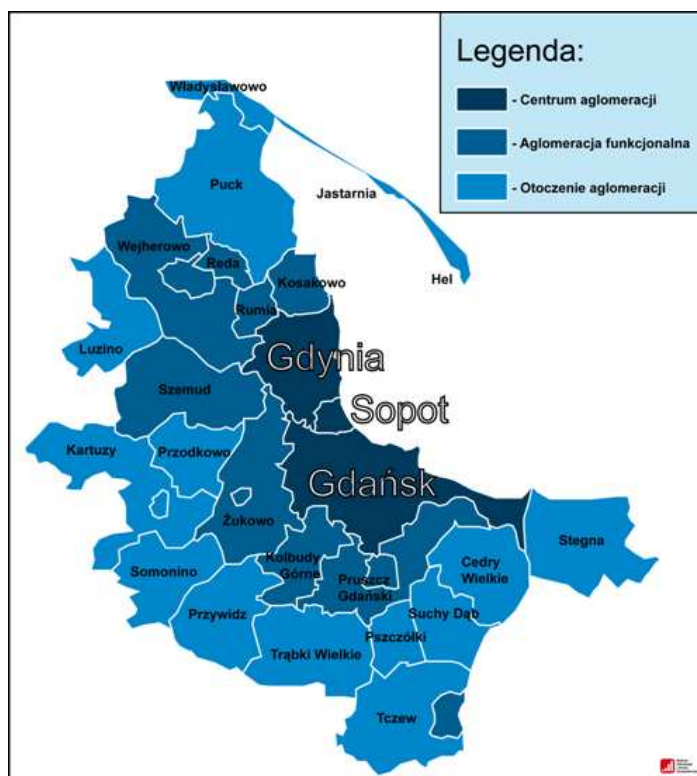 Legenda:
- Centrum aglomeracji
- Aglomeracja funkcjonalna
- Otoczenie aglomeracji
Władysławowo
Puck
Jastarnia
Hel
Wejherowo
Reda
Kosakowo
Rumia
Luzino
Gdynia
Szemud
Sopot
Kartuzy
Przodkowo
Gdańsk
Żukowo
Stegna
Kolbudy
Górne
Cedry
Wielkie
Somonino
Pruszcz
Gdański
Przywidz
Suchy Dąb
Pszczółki
Trąbki Wielkie
Tczew